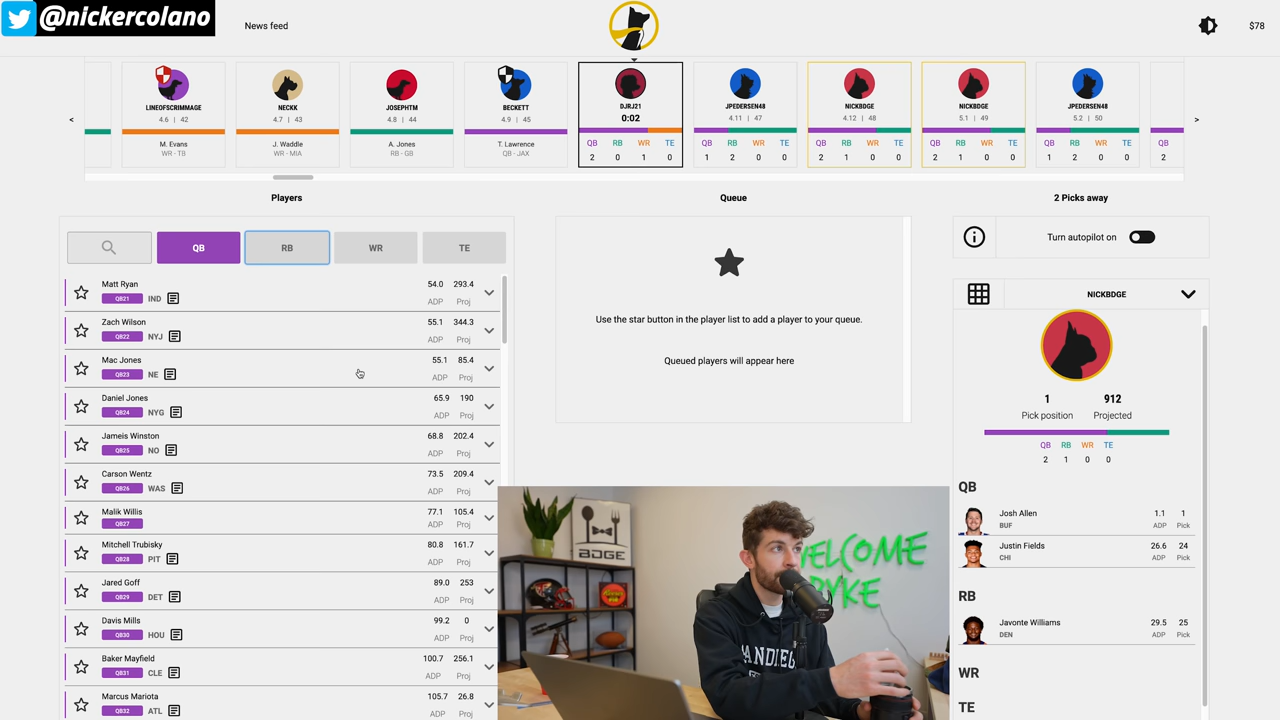 @nickercolano
News feed
$78
<
LINEOFSCRIMMAGE
4.6 | 42
M. Evans
WR - TB
NECKK
4.7 | 43
J. Waddle
WR - MIA
JOSEPHTM
4.8 | 44
A. Jones
RB - GB
BECKETT
4.9 | 45
T. Lawrence
QB - JAX
DJRJ21
0:02
QB RB WR TE
2 0 1 0
JPEDERSEN48
4.11 | 47
QB RB WR TE
1 2 0 0
NICKBDGE
4.12 | 48
QB RB WR TE
2 1 0 0
NICKBDGE
5.1 | 49
QB RB WR TE
2 1 0 0
JPEDERSEN48
5.2 | 50
QB RB WR TE
1 2 0 0
QB
2
>
Players
QB RB WR TE
Matt Ryan 54.0 293.4
QB21 IND ADP Proj
Zach Wilson 55.1 344.3
QB22 NYJ ADP Proj
Mac Jones 55.1 85.4
QB23 NE ADP Proj
Daniel Jones 65.9 190
QB24 NYG ADP Proj
Jameis Winston 68.8 202.4
QB25 NO ADP Proj
Carson Wentz 73.5 209.4
QB26 WAS ADP Proj
Malik Willis 77.1 105.4
QB27 ADP Proj
Mitchell Trubisky 80.8 161.7
QB28 PIT ADP Proj
Jared Goff 89.0 253
QB29 DET ADP Proj
Davis Mills 99.2 0
QB30 HOU ADP Proj
Baker Mayfield 100.7 256.1
QB31 CLE ADP Proj
Marcus Mariota 105.7 26.8
QB32 ATL ADP Proj
Queue
Use the star button in the player list to add a player to your queue.
Queued players will appear here
2 Picks away
Turn autopilot on
NICKBDGE
1 912
Pick position Projected
QB RB WR TE
2 1 0 0
QB
Josh Allen 1.1 1
BUF ADP Pick
Justin Fields 26.6 24
CHI ADP Pick
RB
Javonte Williams 29.5 25
DEN ADP Pick
WR
TE
BDGE